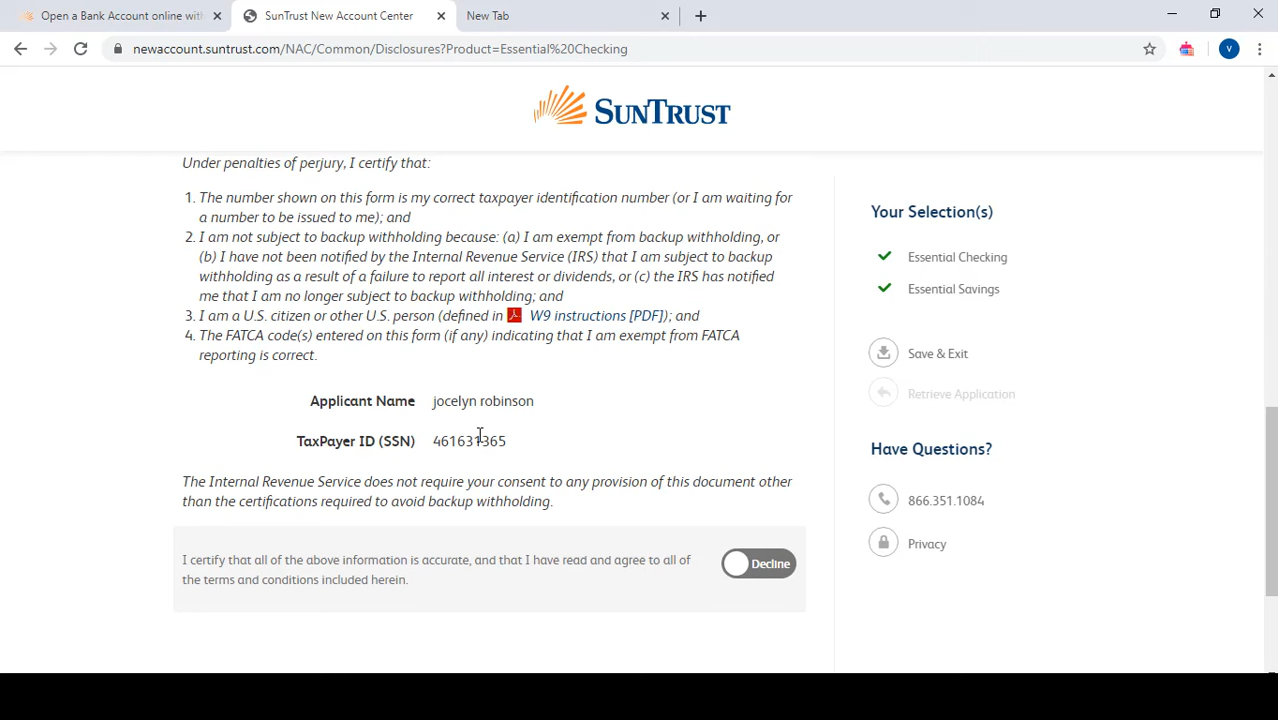 Open a Bank Account online with
SunTrust New Account Center
New Tab
V
newaccount.suntrust.com/NAC/Common/Disclosures?Product=Essential%20Checking
SUNTRUST
Under penalties of perjury, I certify that:
1. The number shown on this form is my correct taxpayer identification number (or I am waiting for
a number to be issued to me); and
2. I am not subject to backup withholding because: (a) I am exempt from backup withholding, or
(b) I have not been notified by the Internal Revenue Service (IRS) that I am subject to backup
withholding as a result of a failure to report all interest or dividends, or (c) the IRS has notified
me that I am no longer subject to backup withholding; and
3. I am a U.S. citizen or other U.S. person (defined in W9 instructions [PDF]); and
4. The FATCA code(s) entered on this form (if any) indicating that I am exempt from FATCA
reporting is correct.
Applicant Name jocelyn robinson
TaxPayer ID (SSN)
The Internal Revenue Service does not require your consent to any provision of this document other
than the certifications required to avoid backup withholding.
I certify that all of the above information is accurate, and that I have read and agree to all of
the terms and conditions included herein.
Decline
Your Selection(s)
Essential Checking
Essential Savings
Save & Exit
Retrieve Application
Have Questions?
866.351.1084
Privacy